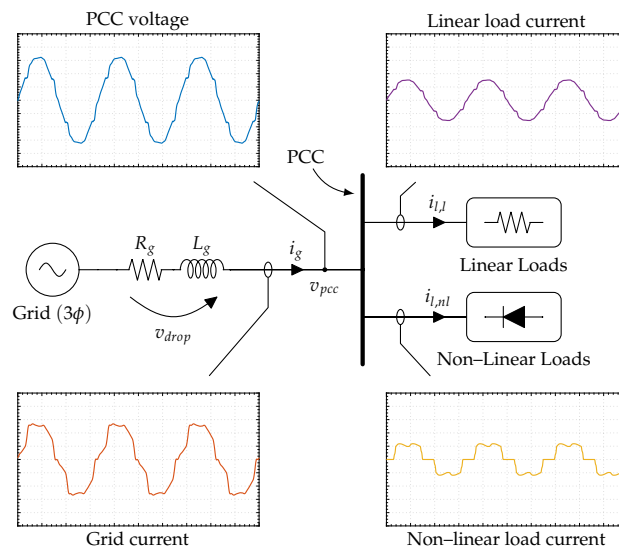 PCC voltage
Linear load current
PCC
i_{l,l}
R_g
L_g
i_g
Linear Loads
v_{pcc}
Grid (3ϕ)
i_{l,nl}
v_{drop}
Non–Linear Loads
Grid current
Non–linear load current